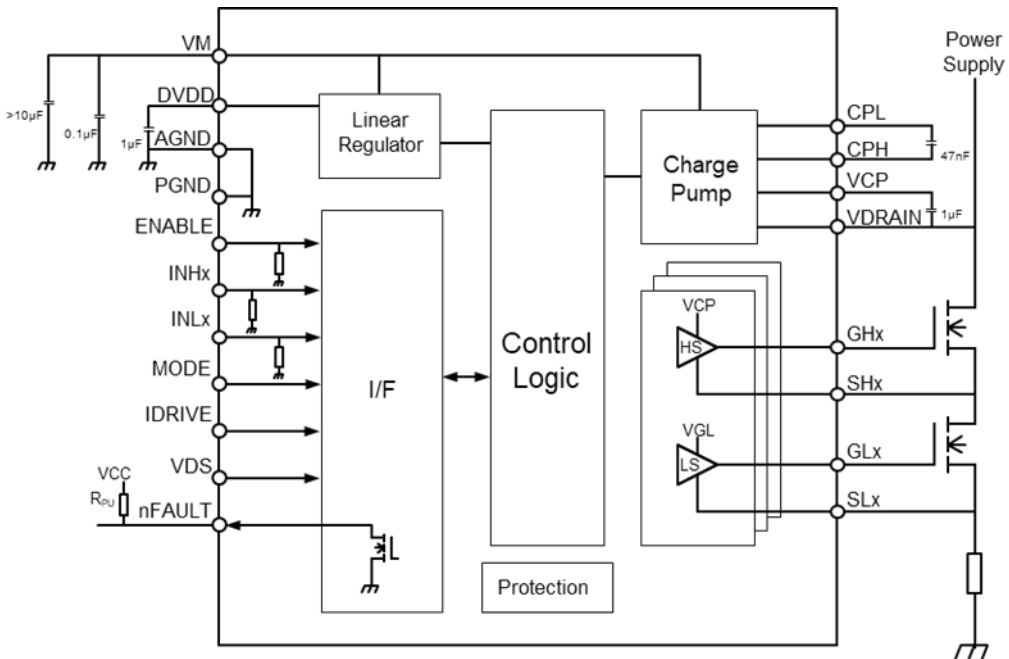 VM
Power
Supply
DVDD
>10µF
0.1µF
1µF
AGND
PGND
Linear
Regulator
Charge
Pump
CPL
CPH
47nF
VCP
1µF
VDRAIN
ENABLE
INHx
INLx
MODE
IDRIVE
VDS
VCC
RPU
nFAULT
I/F
Control
Logic
VCP
HS
GHx
SHx
VGL
LS
GLx
SLx
Protection